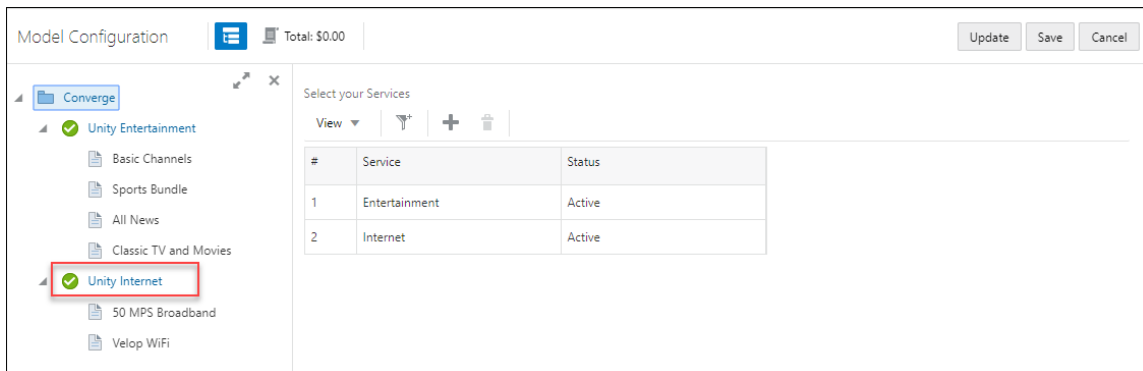 Model Configuration
Total: $0.00
Update
Save
Cancel
Converge
Unity Entertainment
Basic Channels
Sports Bundle
All News
Classic TV and Movies
Unity Internet
50 MPS Broadband
Velop WiFi
Select your Services
View
# Service Status
1 Entertainment Active
2 Internet Active